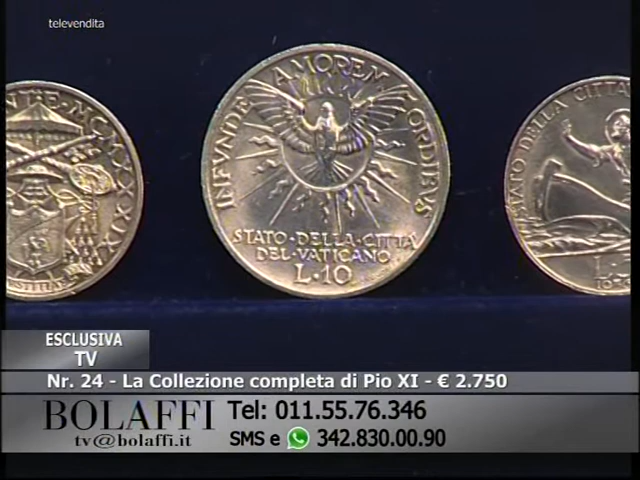 televendita
INFUNDE AMOREM CORDIBVS
STATO·DELLA·CITTÀ
DEL·VATICANO
L·10
MCMXXXIX
STATO DELLA CITTÀ
ESCLUSIVA
TV
Nr. 24 - La Collezione completa di Pio XI - € 2.750
BOLAFFI
tv@bolaffi.it
Tel: 011.55.76.346
SMS e 342.830.00.90